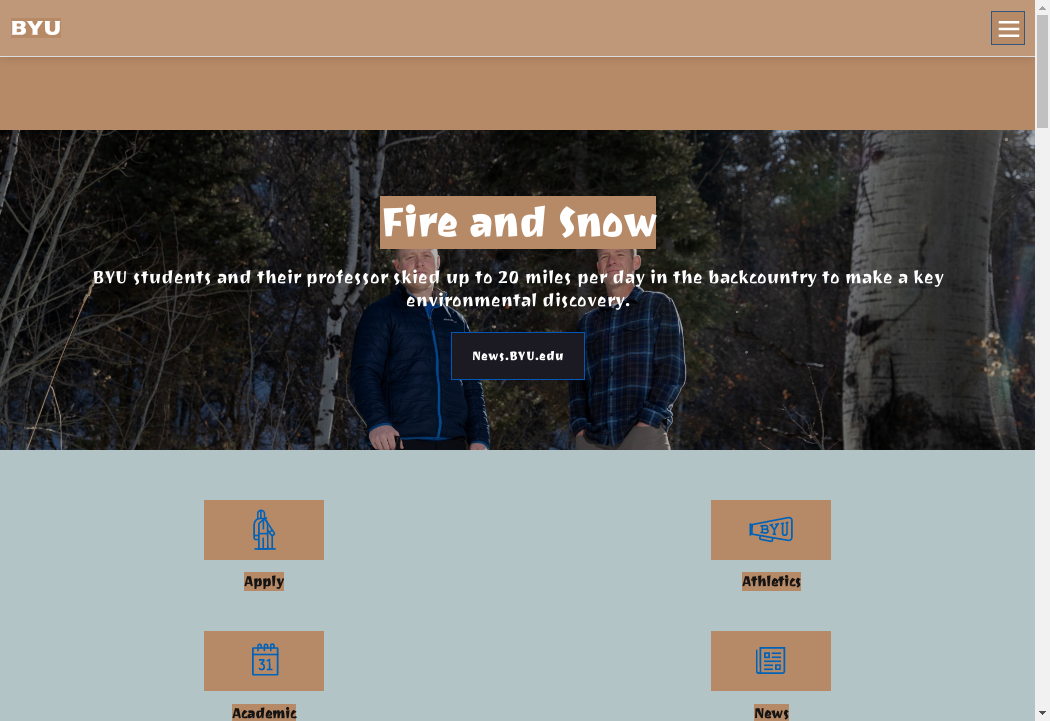 BYU
Fire and Snow
BYU students and their professor skied up to 20 miles per day in the backcountry to make a key
environmental discovery.
News.BYU.edu
BYU
Apply
Athletics
31
Academic
News